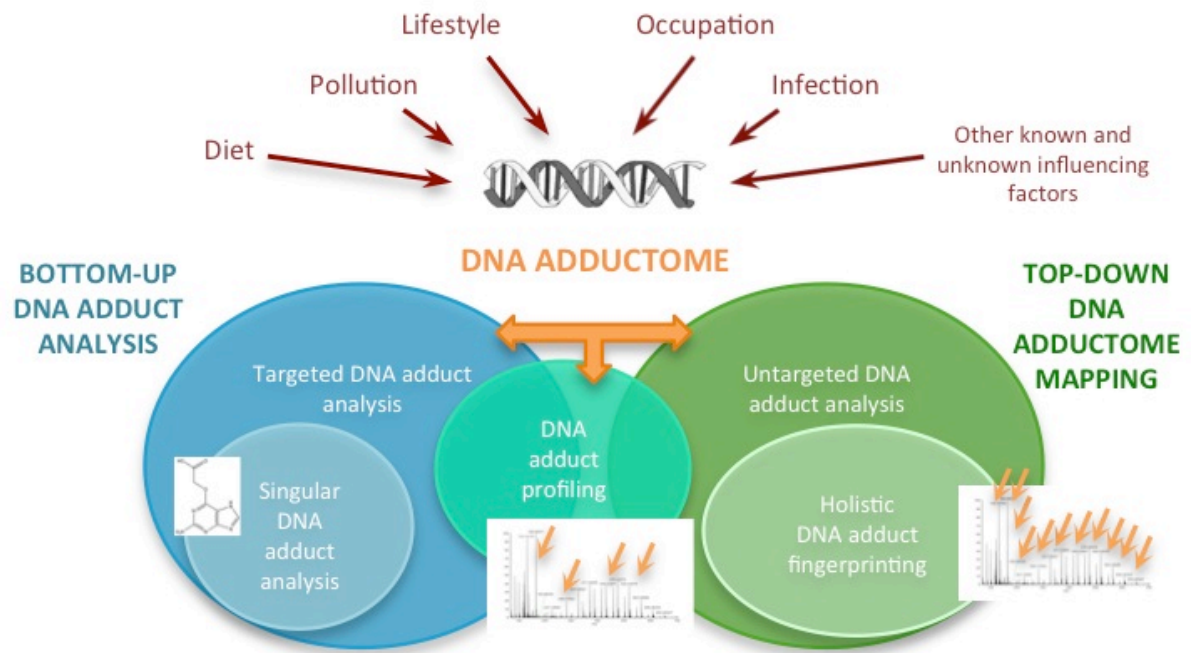 Lifestyle
Occupation
Pollution
Infection
Diet
Other known and
unknown influencing
factors
DNA ADDUCTOME
BOTTOM-UP
DNA ADDUCT
ANALYSIS
TOP-DOWN
DNA
ADDUCTOME
MAPPING
Targeted DNA adduct
analysis
Untargeted DNA
adduct analysis
DNA
adduct
profiling
Singular
DNA
adduct
analysis
Holistic
DNA adduct
fingerprinting